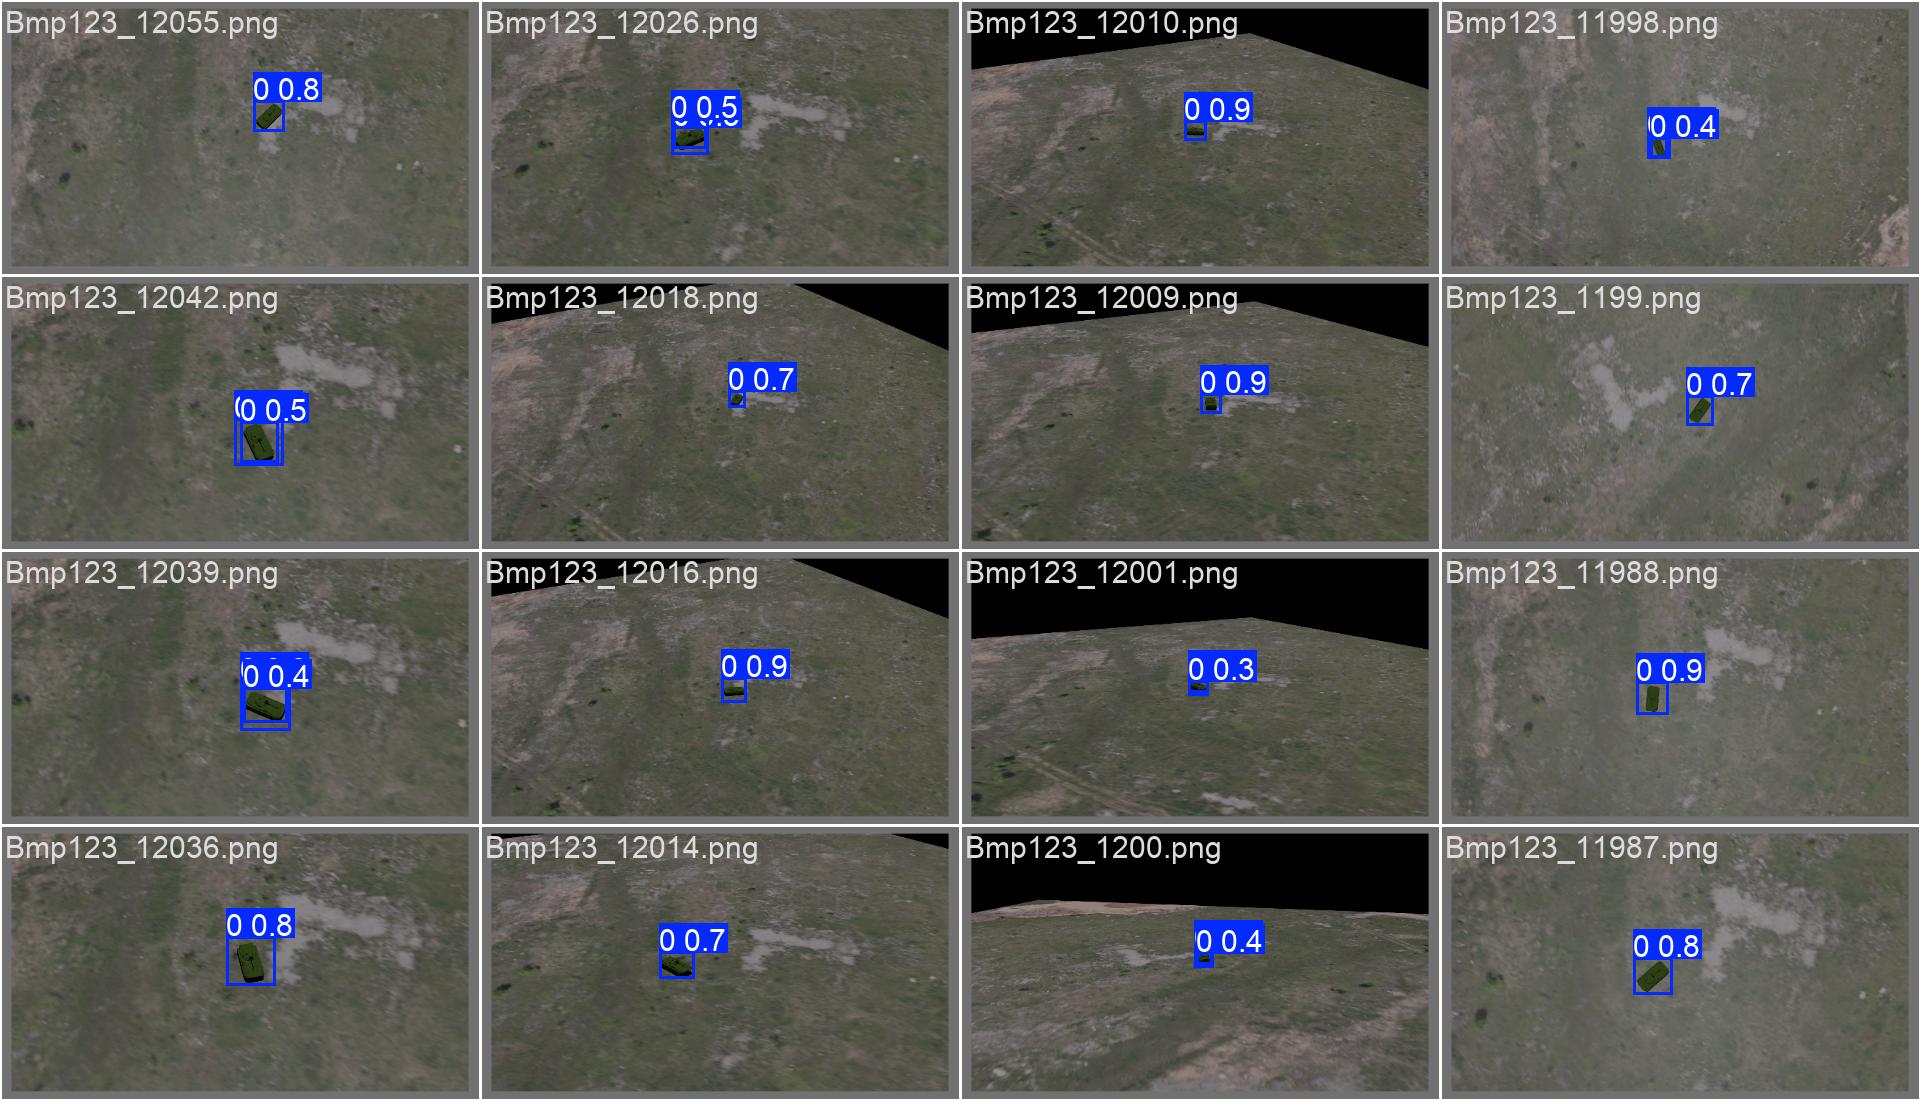 Bmp123_12055.png
0 0.8
Bmp123_12026.png
0 0.5
Bmp123_12010.png
0 0.9
Bmp123_11998.png
0 0.4
Bmp123_12042.png
0 0.5
Bmp123_12018.png
0 0.7
Bmp123_12009.png
0 0.9
Bmp123_1199.png
0 0.7
Bmp123_12039.png
0 0.4
Bmp123_12016.png
0 0.9
Bmp123_12001.png
0 0.3
Bmp123_11988.png
0 0.9
Bmp123_12036.png
0 0.8
Bmp123_12014.png
0 0.7
Bmp123_1200.png
0 0.4
Bmp123_11987.png
0 0.8